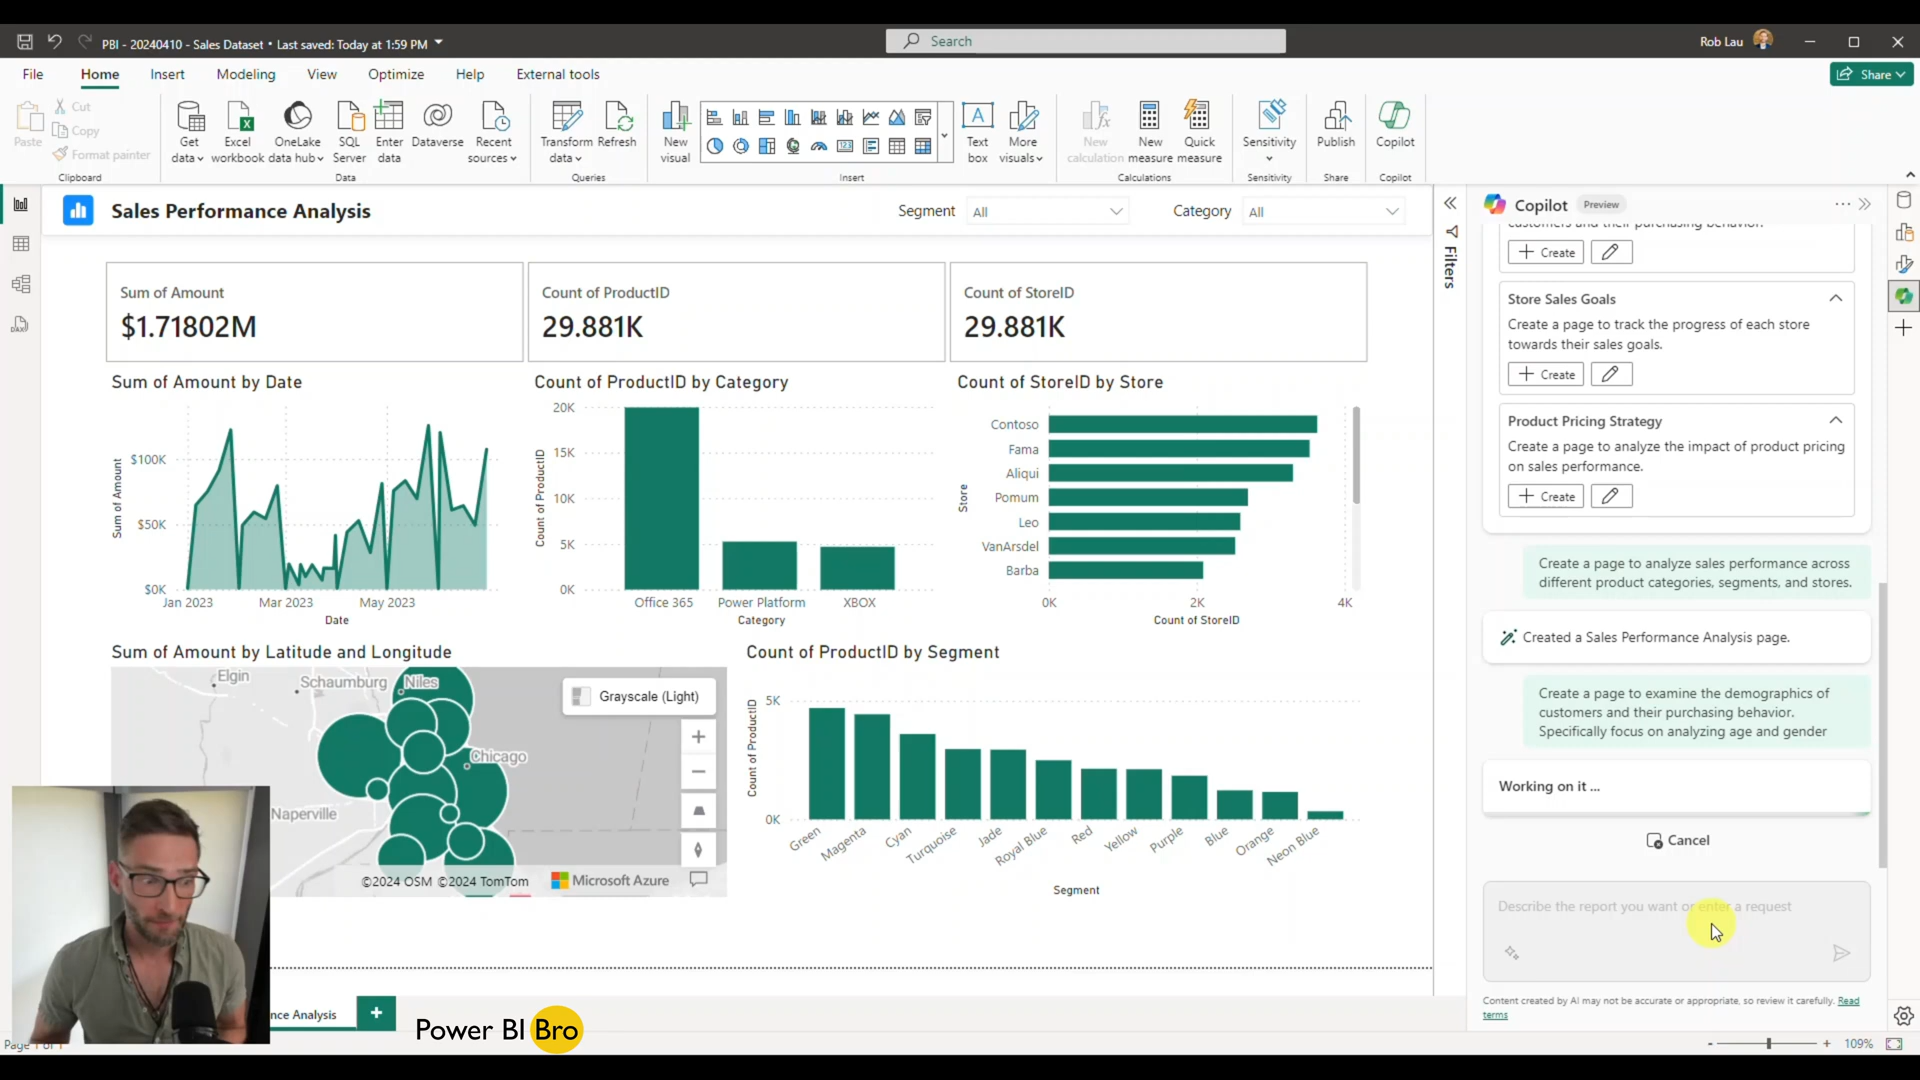 PBI - 20240410 - Sales Dataset • Last saved: Today at 1:59 PM
Search
Rob Lau
File
Home
Insert
Modeling
View
Optimize
Help
External tools
Share
Paste
Cut
Copy
Format painter
Clipboard
Get
data
Excel
workbook
OneLake
data hub
SQL
Server
Enter
data
Dataverse
Recent
sources
Data
Transform
data
Refresh
Queries
New
visual
Text
box
More
visuals
Insert
New
calculation
New
measure
Quick
measure
Calculations
Sensitivity
Sensitivity
Publish
Share
Copilot
Copilot
Sales Performance Analysis
Segment
All
Category
All
Filters
Sum of Amount
$1.71802M
Count of ProductID
29.881K
Count of StoreID
29.881K
Sum of Amount by Date
Sum of Amount
$100K
$50K
$0K
Jan 2023
Mar 2023
May 2023
Date
Count of ProductID by Category
Count of ProductID
20K
15K
10K
5K
0K
Office 365
Power Platform
XBOX
Category
Count of StoreID by Store
Store
Contoso
Fama
Aliqui
Pomum
Leo
VanArsdel
Barba
0K
2K
4K
Count of StoreID
Sum of Amount by Latitude and Longitude
Elgin
Schaumburg
Niles
Chicago
Naperville
Grayscale (Light)
©2024 OSM ©2024 TomTom
Microsoft Azure
Count of ProductID by Segment
Count of ProductID
5K
0K
Green
Magenta
Cyan
Turquoise
Jade
Royal Blue
Red
Yellow
Purple
Blue
Orange
Neon Blue
Segment
nce Analysis
Power BI Bro
Page 1 of 1
109%
Copilot
Preview
customers and their purchasing behavior.
Create
Store Sales Goals
Create a page to track the progress of each store
towards their sales goals.
Create
Product Pricing Strategy
Create a page to analyze the impact of product pricing
on sales performance.
Create
Create a page to analyze sales performance across
different product categories, segments, and stores.
Created a Sales Performance Analysis page.
Create a page to examine the demographics of
customers and their purchasing behavior.
Specifically focus on analyzing age and gender
Working on it ...
Cancel
Describe the report you want or enter a request
Content created by AI may not be accurate or appropriate, so review it carefully. Read
terms